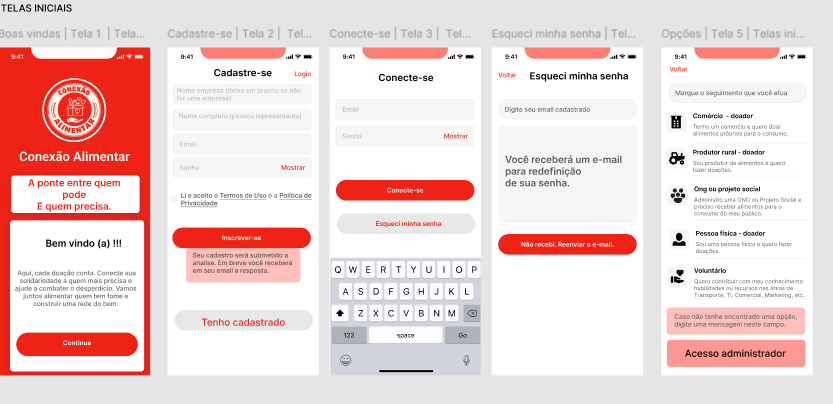 TELAS INICIAIS
Boas vindas | Tela 1 | Tela...
9:41
CONEXÃO
ALIMENTAR
Conexão Alimentar
A ponte entre quem
pode
E quem precisa.
Bem vindo (a) !!!
Aqui, cada doação conta. Conecte sua
solidariedade a quem mais precisa e
ajude a combater o desperdício. Vamos
juntos alimentar quem tem fome e
construir uma rede do bem.
Continue
Cadastre-se | Tela 2 | Tel...
9:41
Cadastre-se
Login
Nome empresa (deixe em branco se não
for uma empresa)
Nome completo (pessoa representante)
Email
Senha
Mostrar
Li e aceito o Termos de Uso e a Política de
Privacidade
Inscrever-se
Seu cadastro será submetido a
analise. Em breve você receberá
em seu email a resposta.
Tenho cadastrado
Conecte-se | Tela 3 | Tel...
9:41
Conecte-se
Email
Senha
Mostrar
Conecte-se
Esqueci minha senha
Q W E R T Y U I O P
A S D F G H J K L
Z X C V B N M
123 space Go
Esqueci minha senha | Tel...
9:41
Voltar
Esqueci minha senha
Digite seu email cadastrado
Você receberá um e-mail
para redefinição
de sua senha.
Não recebi. Reenviar o e-mail.
Opções | Tela 5 | Telas ini...
9:41
Voltar
Marque o seguimento que você atua
Comércio - doador
Tenho um comercio e quero doar
alimentos próprios para o consumo.
Produtor rural - doador
Sou produtor de alimentos e quero
fazer doações.
Ong ou projeto social
Administro uma ONG ou Projeto Social e
preciso receber alimentos para o
consumo do meu público.
Pessoa física - doador
Sou uma pessoa física e quero fazer
doações.
Voluntário
Quero contribuir com meu conhecimento
habilidades ou recursos nas áreas de
Transporte, TI, Comercial, Marketing, etc.
Caso não tenha encontrado uma opção,
digite uma mensagem neste campo.
Acesso administrador